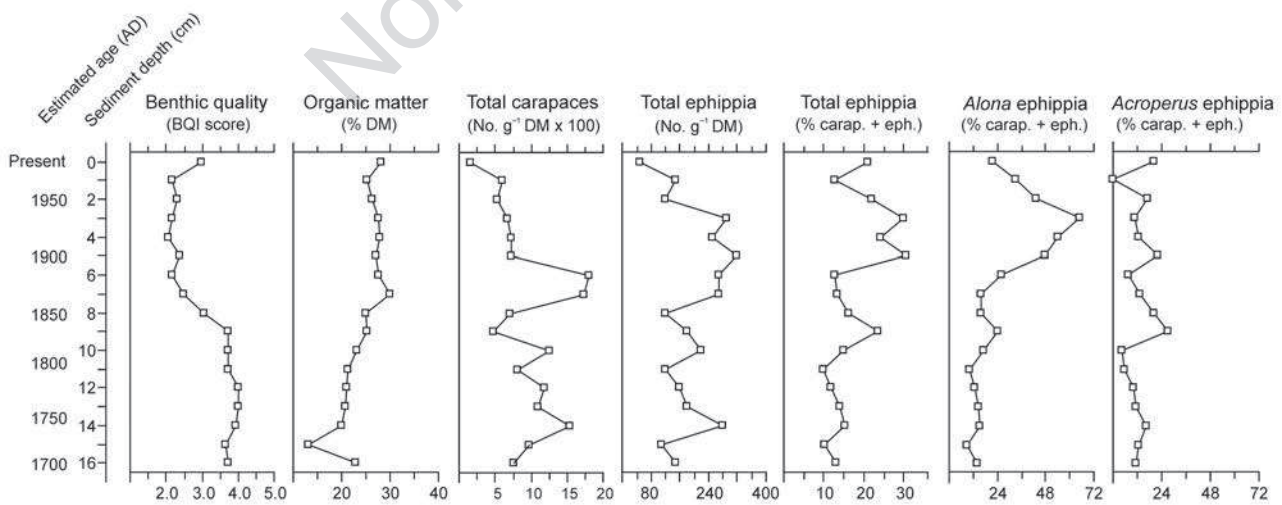 No
Estimated age (AD)
Sediment depth (cm)
Benthic quality
(BQI score)
Organic matter
(% DM)
Total carapaces
(No. g⁻¹ DM x 100)
Total ephippia
(No. g⁻¹ DM)
Total ephippia
(% carap. + eph.)
Alona ephippia
(% carap. + eph.)
Acroperus ephippia
(% carap. + eph.)
Present 0
1950 2
4
1900
6
1850 8
10
1800
12
1750
14
1700 16
2.0 3.0 4.0 5.0
20 30 40
5 10 15 20
80 240 400
10 20 30
24 48 72
24 48 72